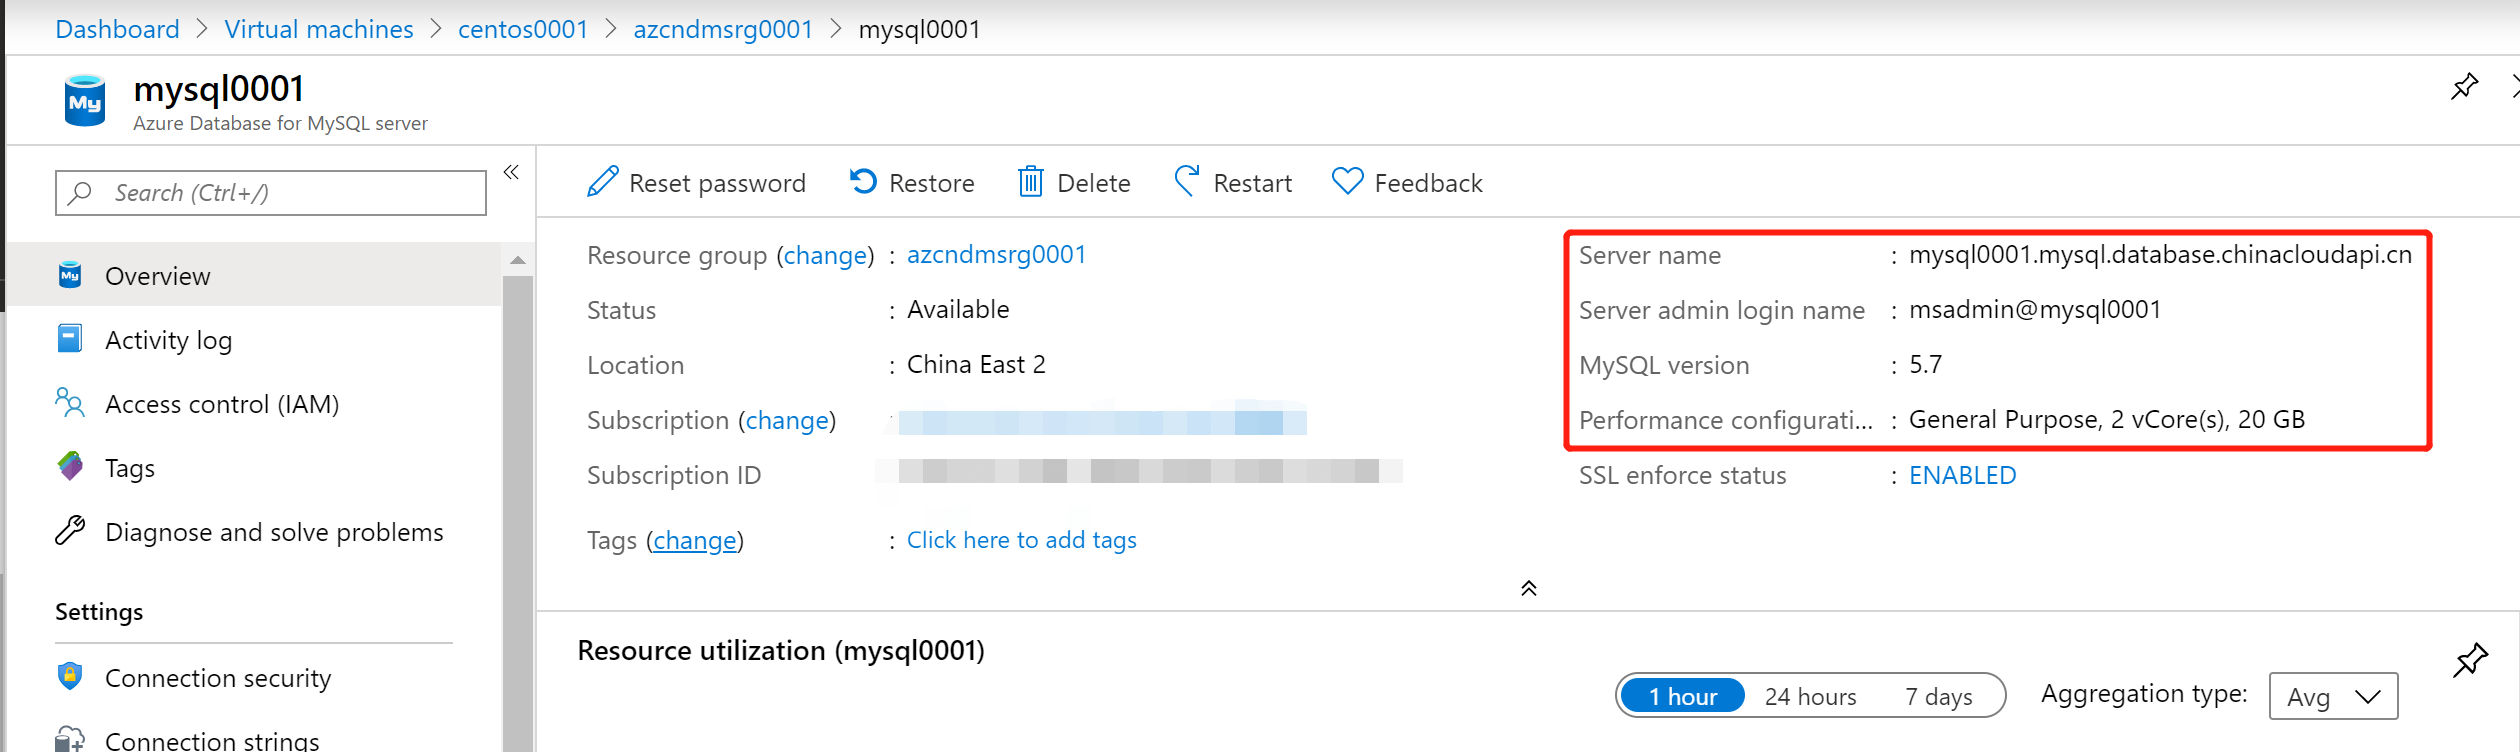 Dashboard > Virtual machines > centos0001 > azcndmsrg0001 > mysql0001
My
mysql0001
Azure Database for MySQL server
Search (Ctrl+/)
«
Reset password
Restore
Delete
Restart
Feedback
My
Overview
Activity log
Access control (IAM)
Tags
Diagnose and solve problems
Settings
Connection security
Connection strings
Resource group (change) : azcndmsrg0001
Status : Available
Location : China East 2
Subscription (change) :
Subscription ID
Tags (change) : Click here to add tags
Server name : mysql0001.mysql.database.chinacloudapi.cn
Server admin login name : msadmin@mysql0001
MySQL version : 5.7
Performance configurati... : General Purpose, 2 vCore(s), 20 GB
SSL enforce status : ENABLED
Resource utilization (mysql0001)
1 hour 24 hours 7 days
Aggregation type: Avg